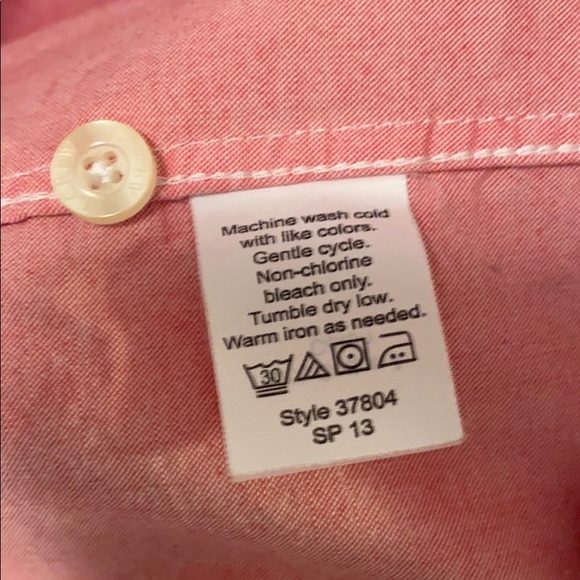 Machine wash cold
with like colors.
Gentle cycle.
Non-chlorine
bleach only.
Tumble dry low.
Warm iron as needed.
30
Style 37804
SP 13